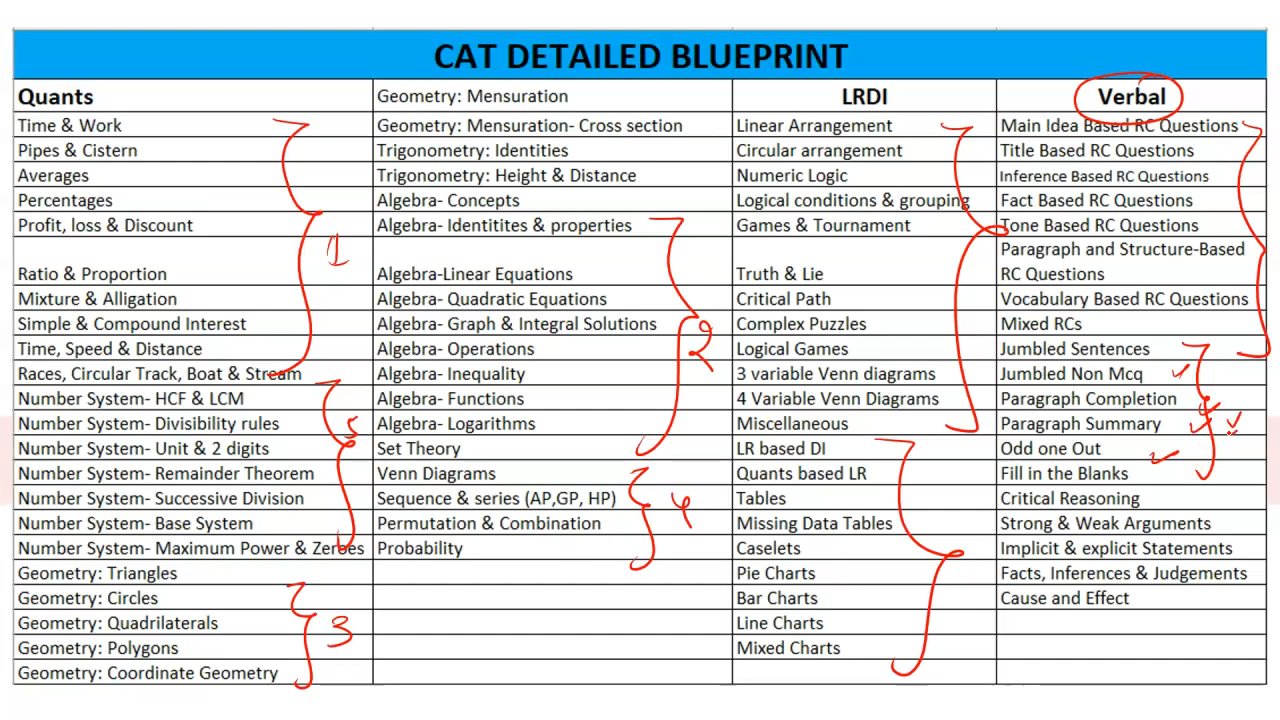 CAT DETAILED BLUEPRINT
Quants
Time & Work
Pipes & Cistern
Averages
Percentages
Profit, loss & Discount
Ratio & Proportion
Mixture & Alligation
Simple & Compound Interest
Time, Speed & Distance
Races, Circular Track, Boat & Stream
Number System- HCF & LCM
Number System- Divisibility rules
Number System- Unit & 2 digits
Number System- Remainder Theorem
Number System- Successive Division
Number System- Base System
Number System- Maximum Power & Zeroes
Geometry: Triangles
Geometry: Circles
Geometry: Quadrilaterals
Geometry: Polygons
Geometry: Coordinate Geometry
1
5
3
Geometry: Mensuration
Geometry: Mensuration- Cross section
Trigonometry: Identities
Trigonometry: Height & Distance
Algebra- Concepts
Algebra- Identitites & properties
Algebra-Linear Equations
Algebra- Quadratic Equations
Algebra- Graph & Integral Solutions
Algebra- Operations
Algebra- Inequality
Algebra- Functions
Algebra- Logarithms
Set Theory
Venn Diagrams
Sequence & series (AP,GP, HP)
Permutation & Combination
Probability
2
4
LRDI
Linear Arrangement
Circular arrangement
Numeric Logic
Logical conditions & grouping
Games & Tournament
Truth & Lie
Critical Path
Complex Puzzles
Logical Games
3 variable Venn diagrams
4 Variable Venn Diagrams
Miscellaneous
LR based DI
Quants based LR
Tables
Missing Data Tables
Caselets
Pie Charts
Bar Charts
Line Charts
Mixed Charts
Verbal
Main Idea Based RC Questions
Title Based RC Questions
Inference Based RC Questions
Fact Based RC Questions
Tone Based RC Questions
Paragraph and Structure-Based
RC Questions
Vocabulary Based RC Questions
Mixed RCs
Jumbled Sentences
Jumbled Non Mcq
Paragraph Completion
Paragraph Summary
Odd one Out
Fill in the Blanks
Critical Reasoning
Strong & Weak Arguments
Implicit & explicit Statements
Facts, Inferences & Judgements
Cause and Effect